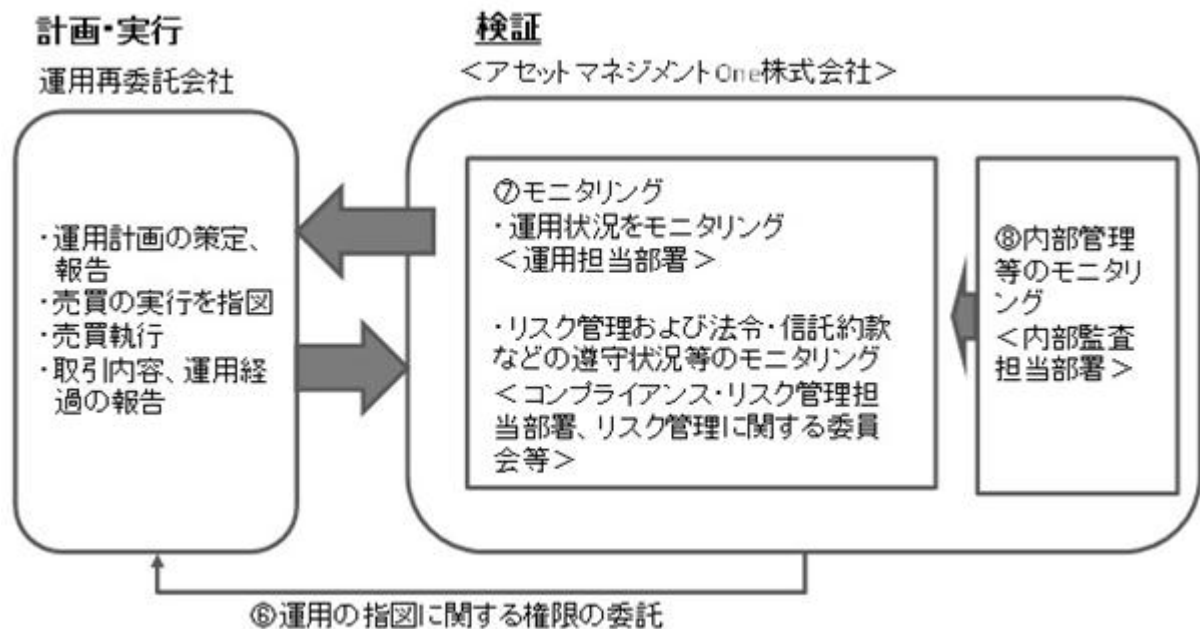 計画・実行
運用再委託会社
・運用計画の策定、
報告
・売買の実行を指図
・売買執行
・取引内容、運用経
過の報告
検証
＜アセットマネジメントOne株式会社＞
⑦モニタリング
・運用状況をモニタリング
＜運用担当部署＞
・リスク管理および法令・信託約款
などの遵守状況等のモニタリング
＜コンプライアンス・リスク管理担
当部署、リスク管理に関する委員
会等＞
⑧内部管理
等のモニタリ
ング
＜内部監査
担当部署＞
⑥運用の指図に関する権限の委託